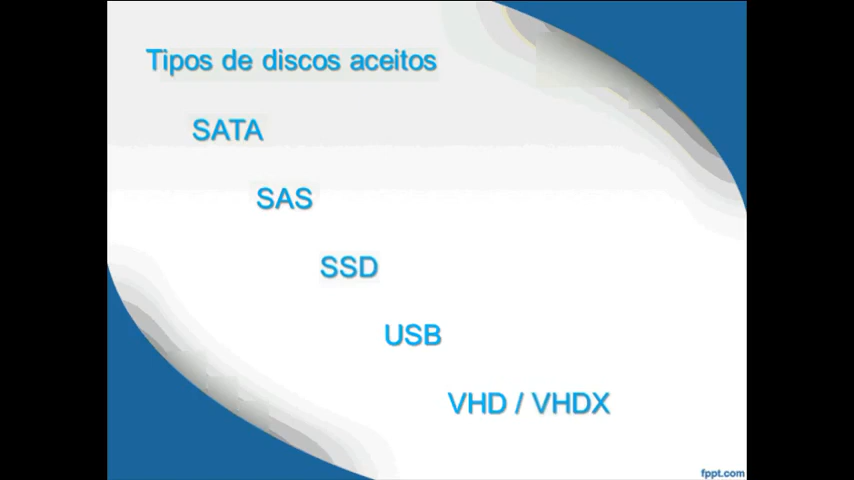 Tipos de discos aceitos
SATA
SAS
SSD
USB
VHD / VHDX
fppt.com